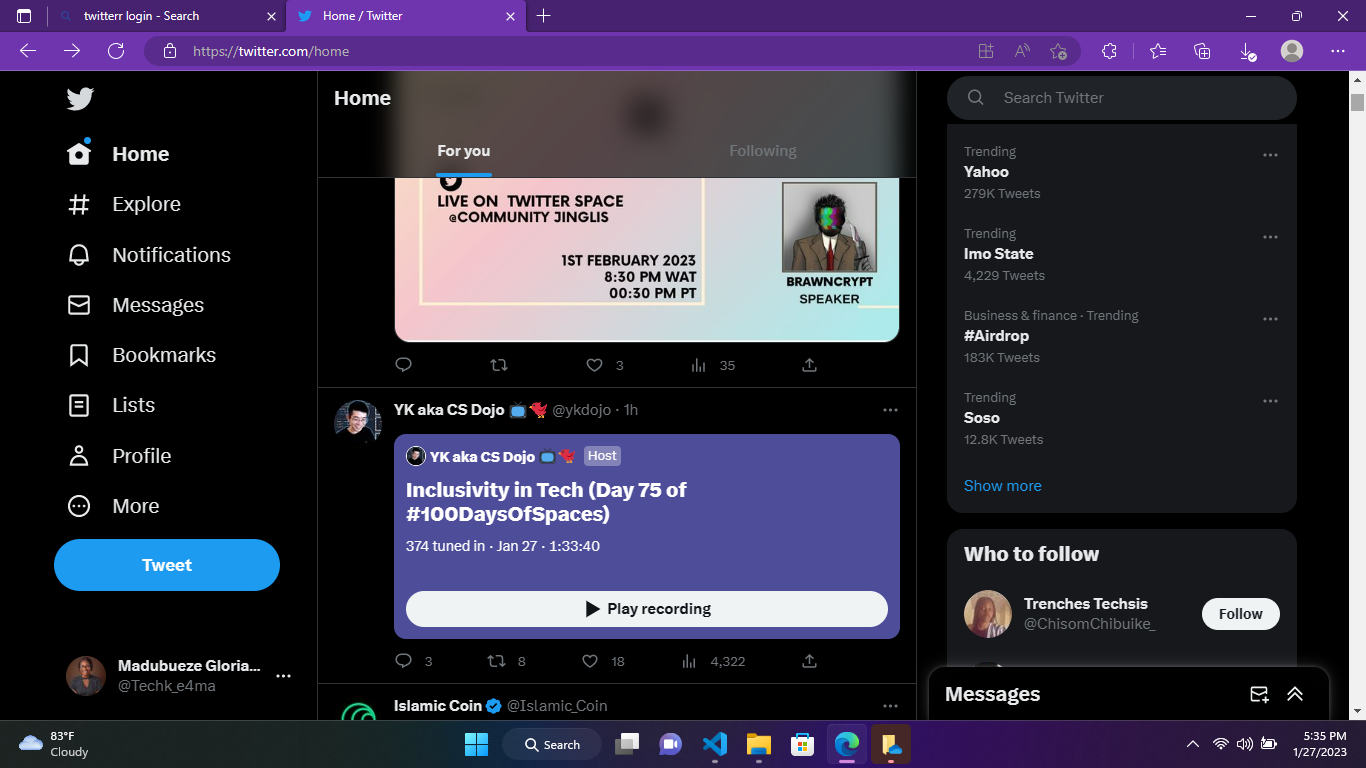 twitterr login - Search
Home / Twitter
https://twitter.com/home
Home
Explore
Notifications
Messages
Bookmarks
Lists
Profile
More
Tweet
Madubueze Gloria...
@Techk_e4ma
Home
For you
Following
LIVE ON TWITTER SPACE
@COMMUNITY JINGLIS
1ST FEBRUARY 2023
8:30 PM WAT
00:30 PM PT
BRAWNCRYPT
SPEAKER
3
35
YK aka CS Dojo @ykdojo · 1h
YK aka CS Dojo Host
Inclusivity in Tech (Day 75 of
#100DaysOfSpaces)
374 tuned in · Jan 27 · 1:33:40
Play recording
3
8
18
4,322
Islamic Coin @Islamic_Coin
Search Twitter
Trending
Yahoo
279K Tweets
Trending
Imo State
4,229 Tweets
Business & finance · Trending
#Airdrop
183K Tweets
Trending
Soso
12.8K Tweets
Show more
Who to follow
Trenches Techsis
@ChisomChibuike_
Follow
Messages
83°F
Cloudy
Search
5:35 PM
1/27/2023